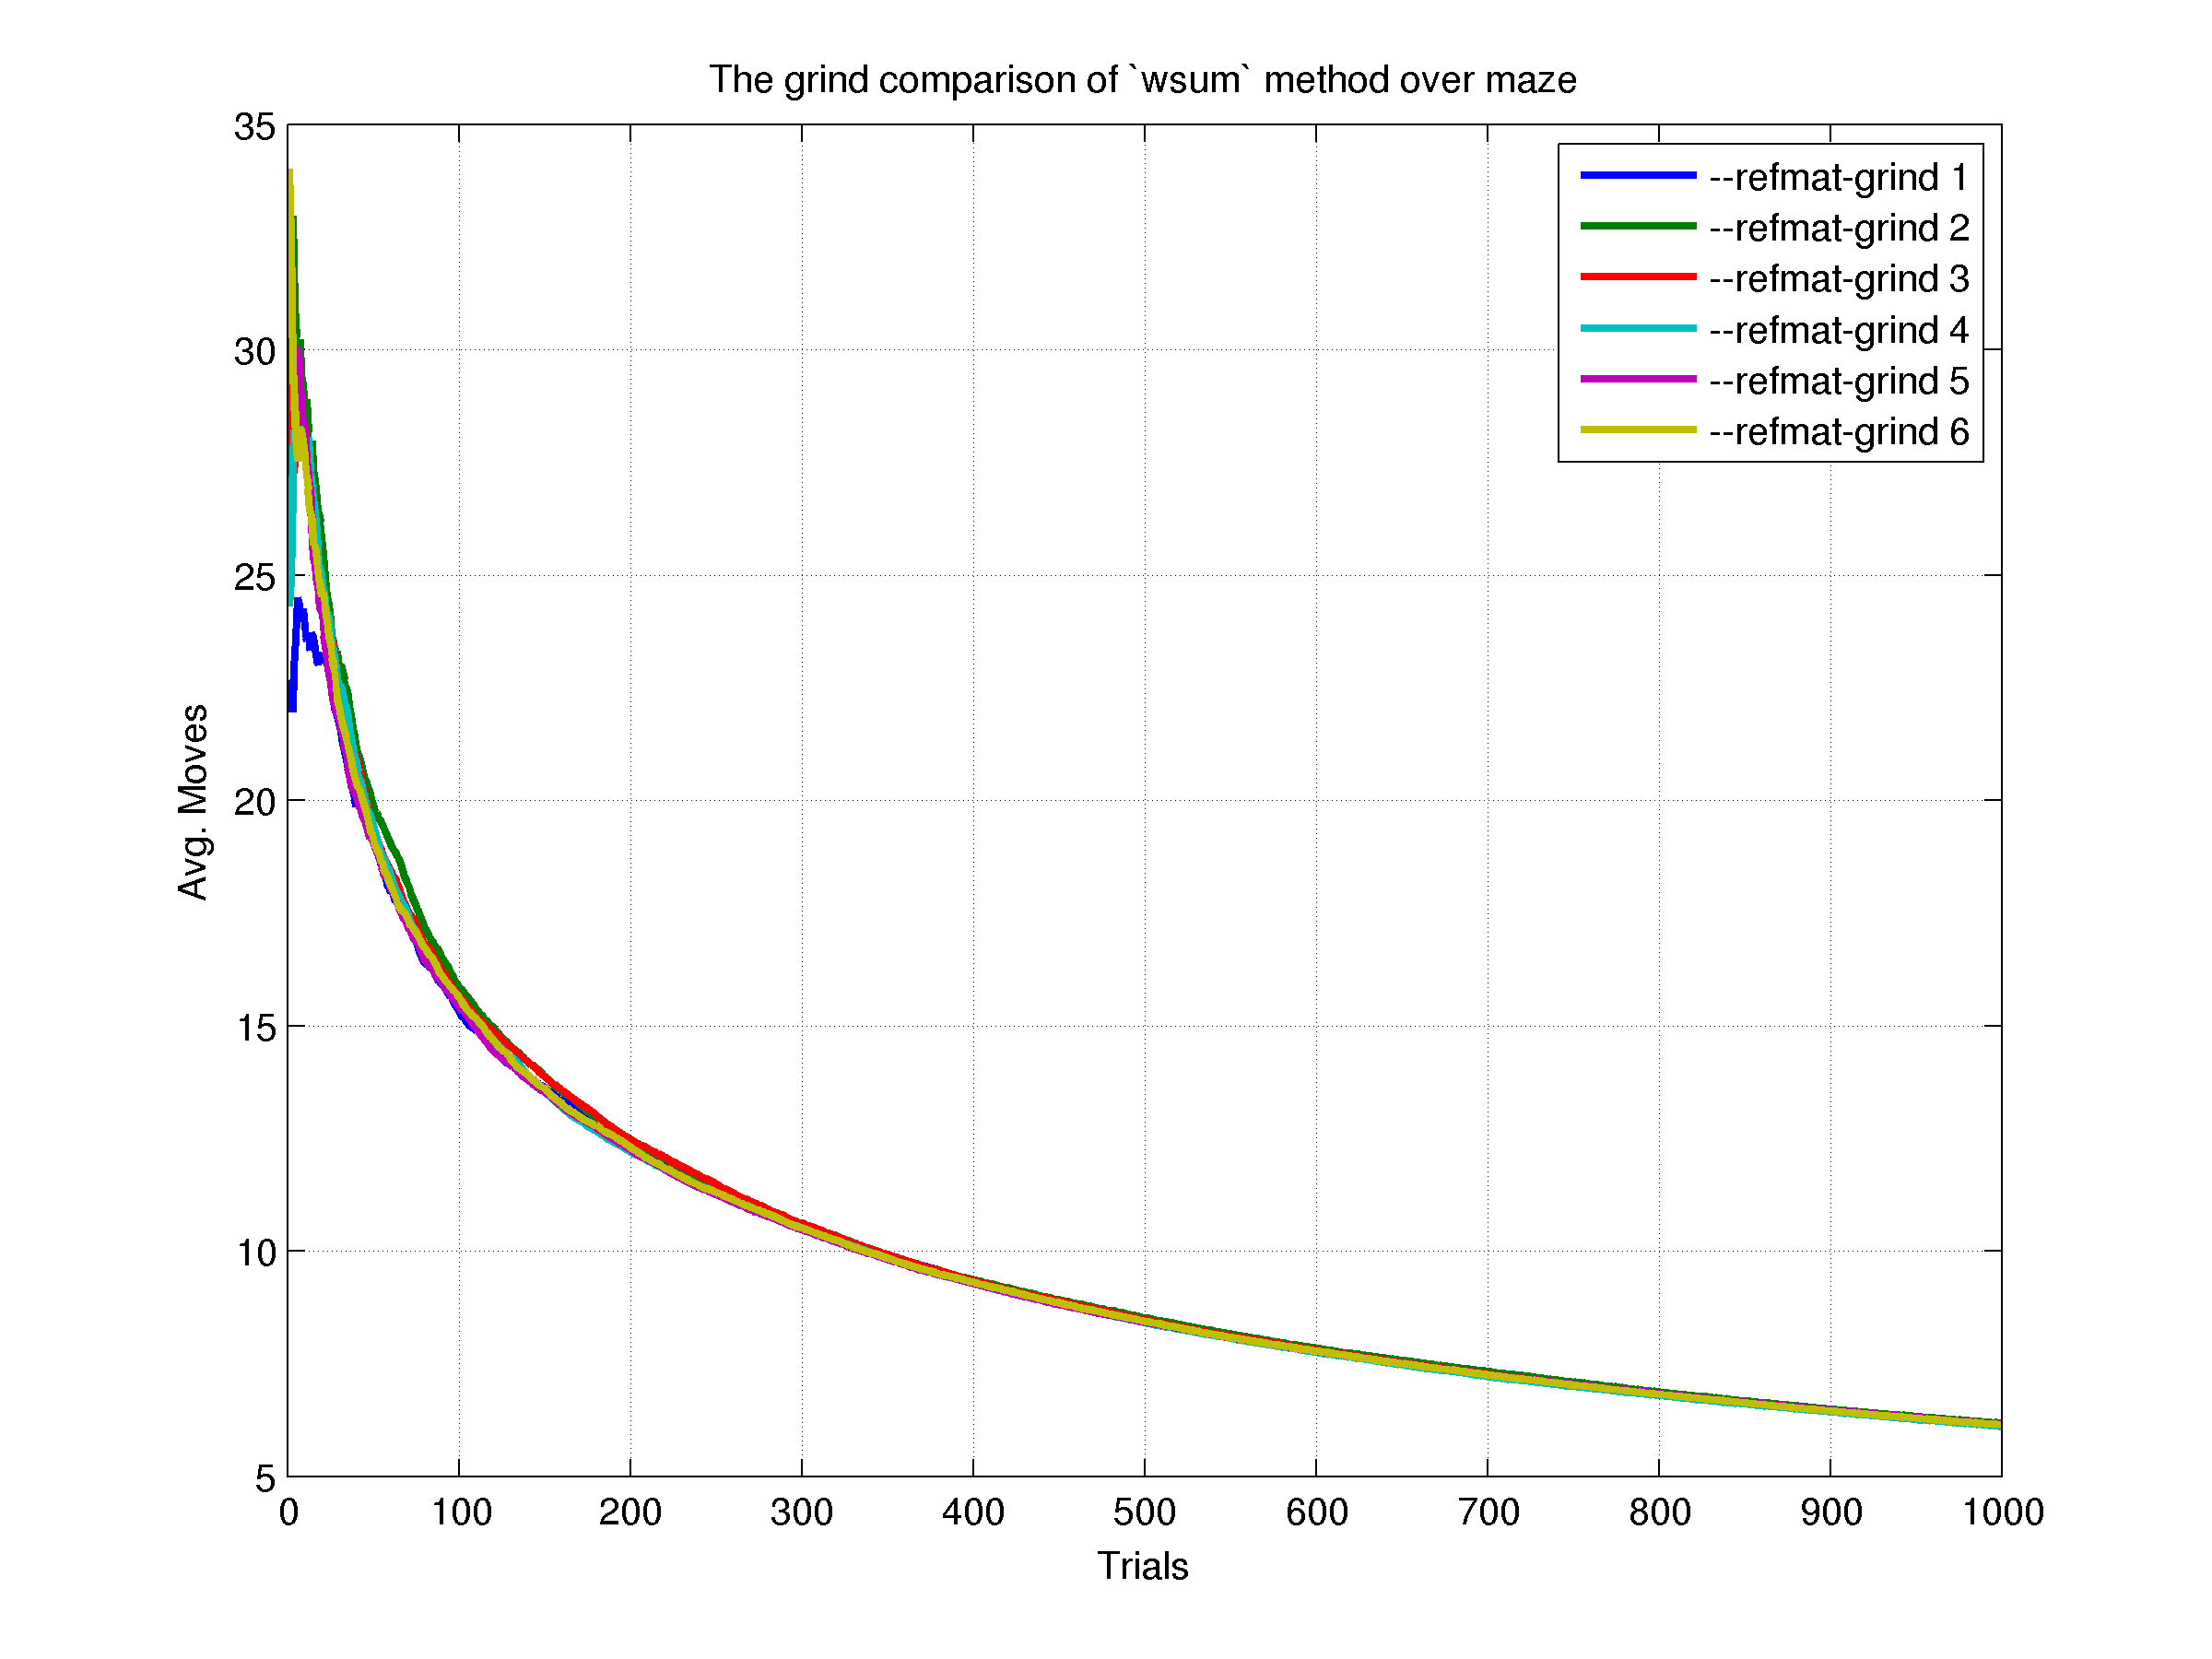 The grind comparison of `wsum` method over maze
35
30
25
20
15
10
5
Avg. Moves
--refmat-grind 1
--refmat-grind 2
--refmat-grind 3
--refmat-grind 4
--refmat-grind 5
--refmat-grind 6
0 100 200 300 400 500 600 700 800 900 1000
Trials